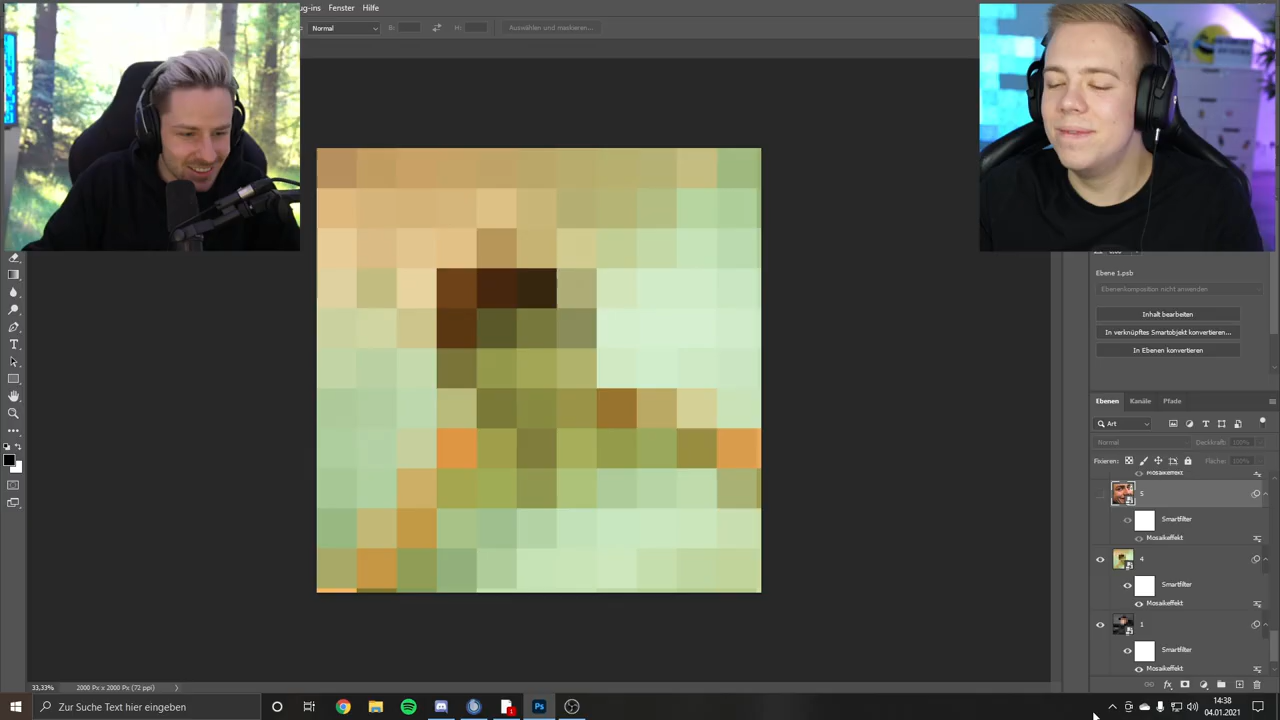 ug-ins Fenster Hilfe
Normal B: H: Auswählen und maskieren...
Ebene 1.psb
Ebenenkomposition nicht anwenden
Inhalt bearbeiten
In verknüpftes Smartobjekt konvertieren...
In Ebenen konvertieren
Ebenen Kanäle Pfade
Art
Normal Deckkraft: 100%
Fixieren: Fläche: 100%
Mosaikeffekt
5
Smartfilter
Mosaikeffekt
4
Smartfilter
Mosaikeffekt
1
Smartfilter
Mosaikeffekt
33,33% 2000 Px x 2000 Px (72 ppi)
Zur Suche Text hier eingeben
14:38
04.01.2021